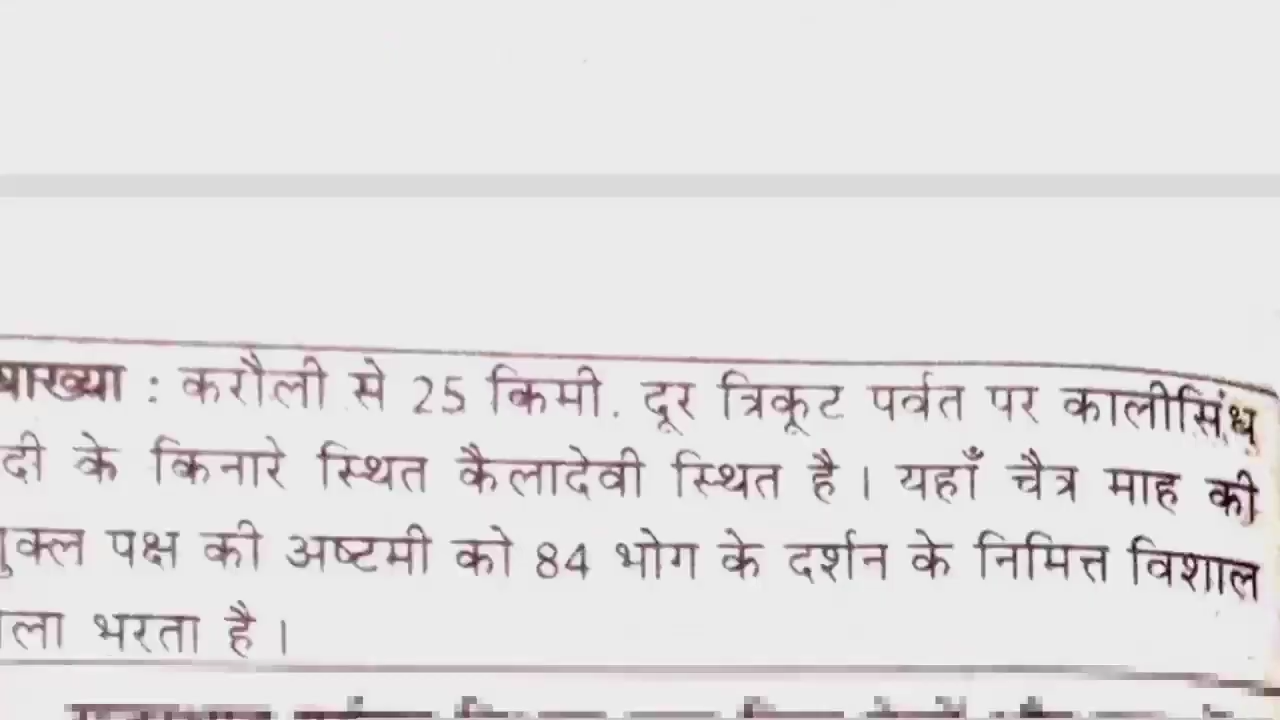 याख्या : करौली से 25 किमी. दूर त्रिकूट पर्वत पर कालीसिंध
दी के किनारे स्थित कैलादेवी स्थित है। यहाँ चैत्र माह की
ुक्ल पक्ष की अष्टमी को 84 भोग के दर्शन के निमित्त विशाल
ला भरता है।